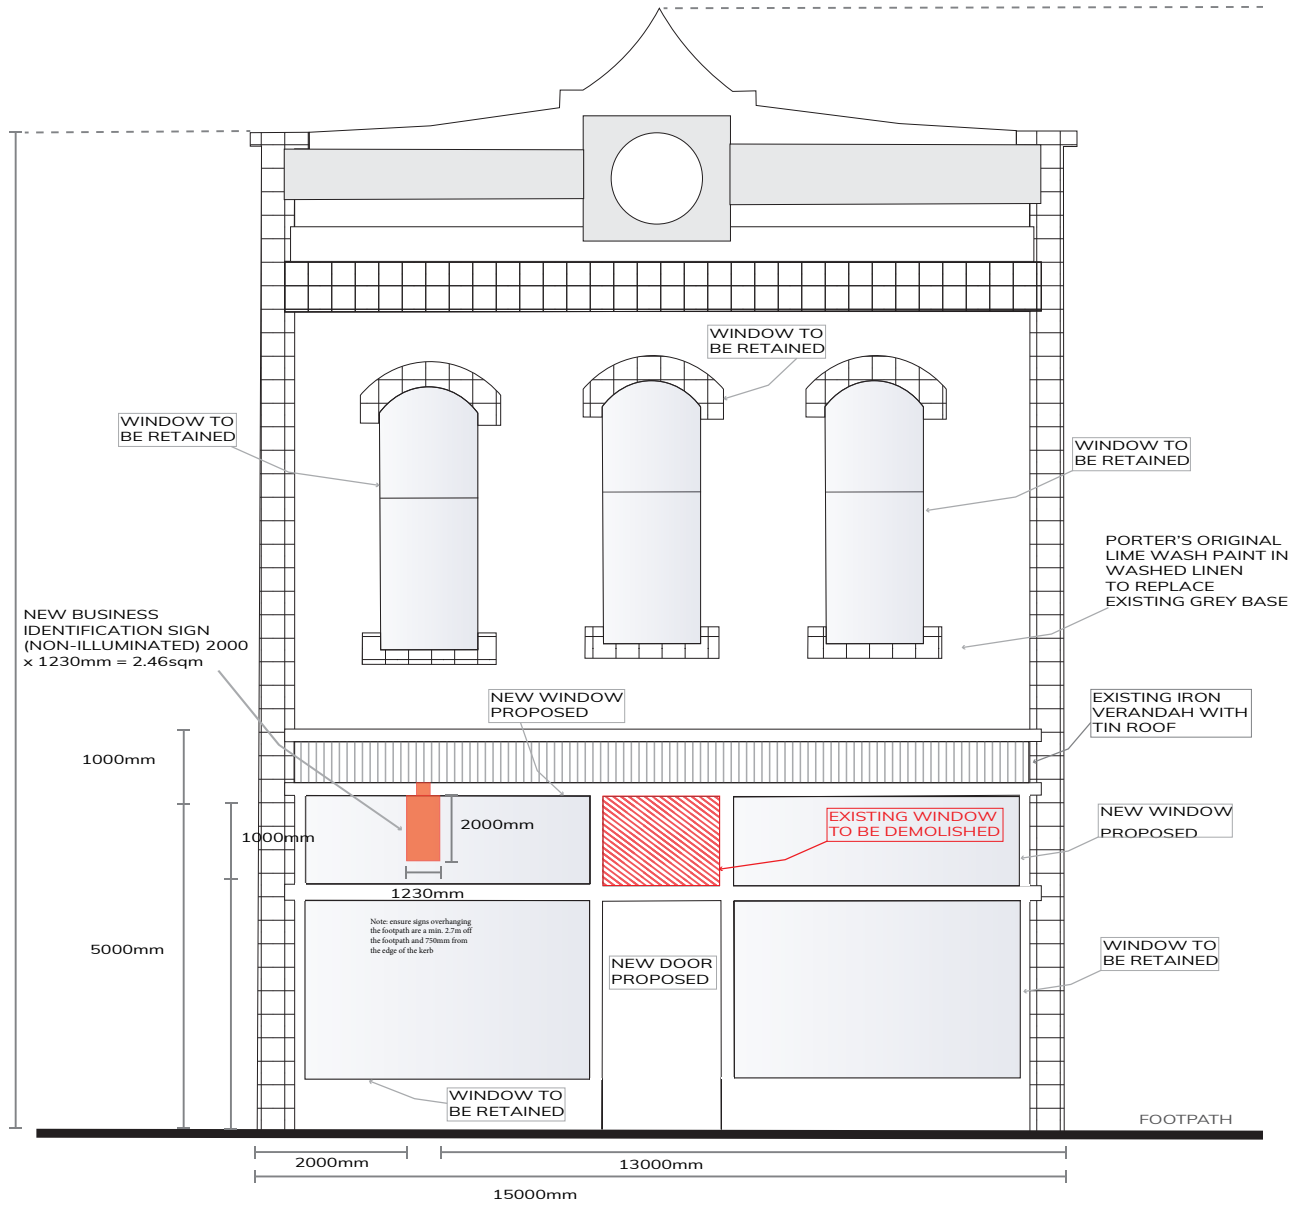 WINDOW TO
BE RETAINED
WINDOW TO
BE RETAINED
WINDOW TO
BE RETAINED
PORTER'S ORIGINAL
LIME WASH PAINT IN
WASHED LINEN
TO REPLACE
EXISTING GREY BASE
NEW BUSINESS
IDENTIFICATION SIGN
(NON-ILLUMINATED) 2000
x 1230mm = 2.46sqm
NEW WINDOW
PROPOSED
EXISTING IRON
VERANDAH WITH
TIN ROOF
1000mm
1000mm
2000mm
EXISTING WINDOW
TO BE DEMOLISHED
NEW WINDOW
PROPOSED
1230mm
Note: ensure signs overhanging
the footpath are a min. 2.7m off
the footpath and 750mm from
the edge of the kerb
5000mm
NEW DOOR
PROPOSED
WINDOW TO
BE RETAINED
WINDOW TO
BE RETAINED
FOOTPATH
2000mm
13000mm
15000mm